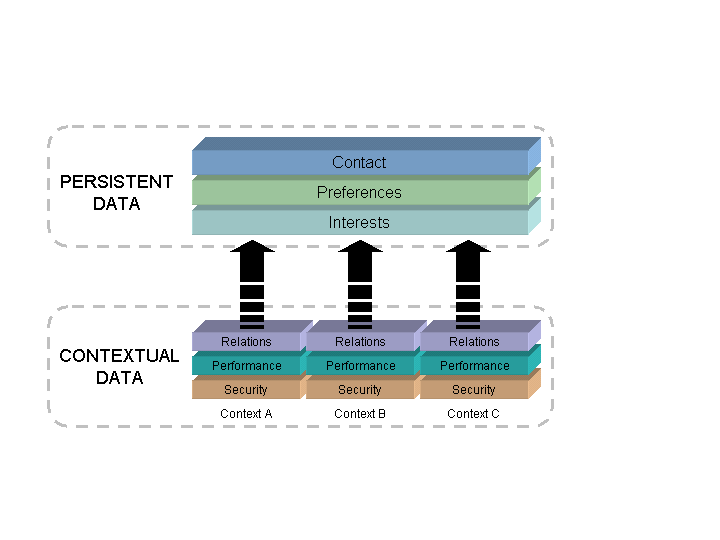 Contact
PERSISTENT
DATA
Preferences
Interests
CONTEXTUAL
DATA
Relations Relations Relations
Performance Performance Performance
Security Security Security
Context A Context B Context C